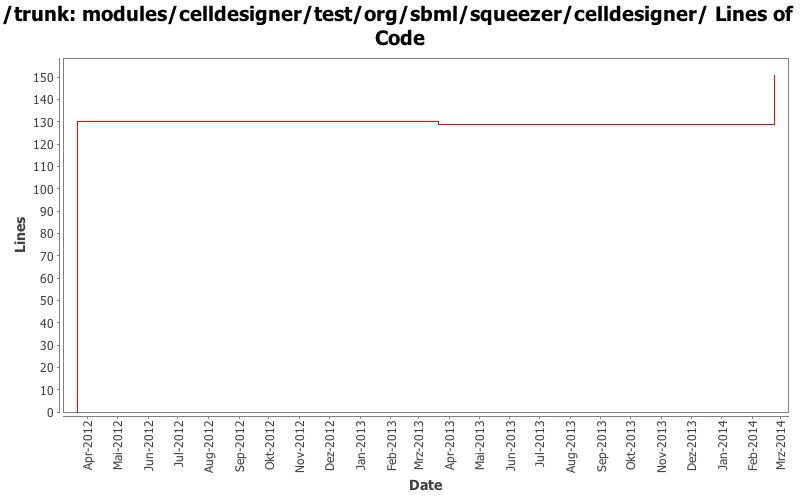 /trunk: modules/celldesigner/test/org/sbml/squeezer/celldesigner/ Lines of
Code
150
140
130
120
110
100
90
80
70
60
50
40
30
20
10
0
Lines
Apr-2012
Mai-2012
Jun-2012
Jul-2012
Aug-2012
Sep-2012
Okt-2012
Nov-2012
Dez-2012
Jan-2013
Feb-2013
Mrz-2013
Apr-2013
Mai-2013
Jun-2013
Jul-2013
Aug-2013
Sep-2013
Okt-2013
Nov-2013
Dez-2013
Jan-2014
Feb-2014
Mrz-2014
Date